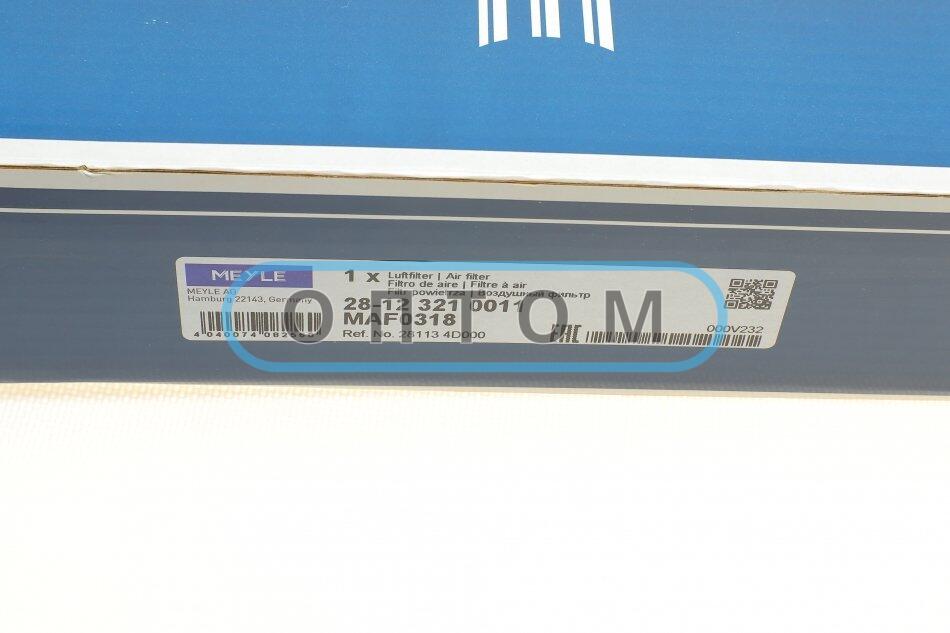 MEYLE
MEYLE AG
Hamburg 22143, Germany
1 x Luftfilter | Air filter
Filtro de aire | Filtre à air
Filtr powietrza | Воздушный фильтр
28-12 321 0011
MAF0318
Ref. No. 28113 4D000
EAC
000V232
ОПТОМ